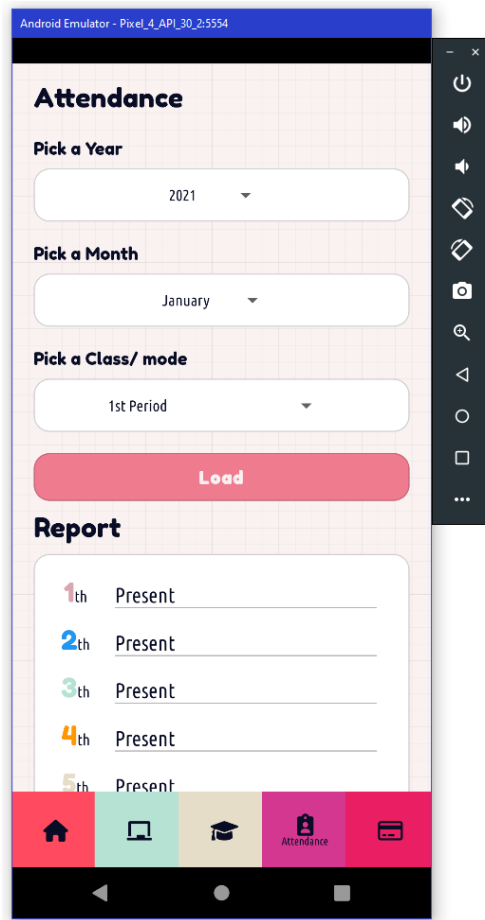 Android Emulator - Pixel_4_API_30_2:5554
Attendance
Pick a Year
2021
Pick a Month
January
Pick a Class/ mode
1st Period
Load
Report
1th Present
2th Present
3th Present
4th Present
5th Present
Attendance